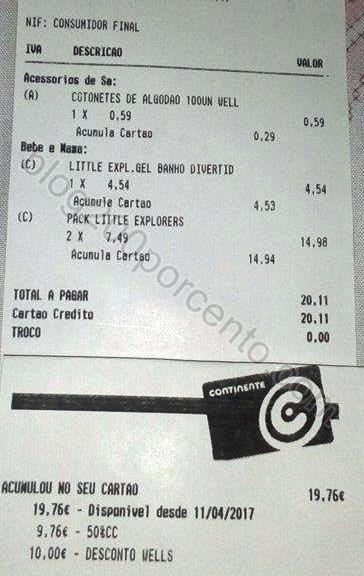 NIF: CONSUMIDOR FINAL
IVA DESCRICAO VALOR
Acessorios de Sa:
(A) COTONETES DE ALGODAO 100UN WELL
1 X 0,59 0,59
Acumula Cartao 0,29
Bebe e Mama:
(C) LITTLE EXPL.GEL BANHO DIVERTID
1 X 4,54 4,54
Acumula Cartao 4,53
(C) PACK LITTLE EXPLORERS
2 X 7,49 14,98
Acumula Cartao 14.94
TOTAL A PAGAR 20.11
Cartao Credito 20.11
TROCO 0.00
CONTINENTE
ACUMULOU NO SEU CARTAO 19,76€
19,76€ - Disponivel desde 11/04/2017
9,76€ - 50%CC
10,00€ - DESCONTO WELLS
blog200porcento.com